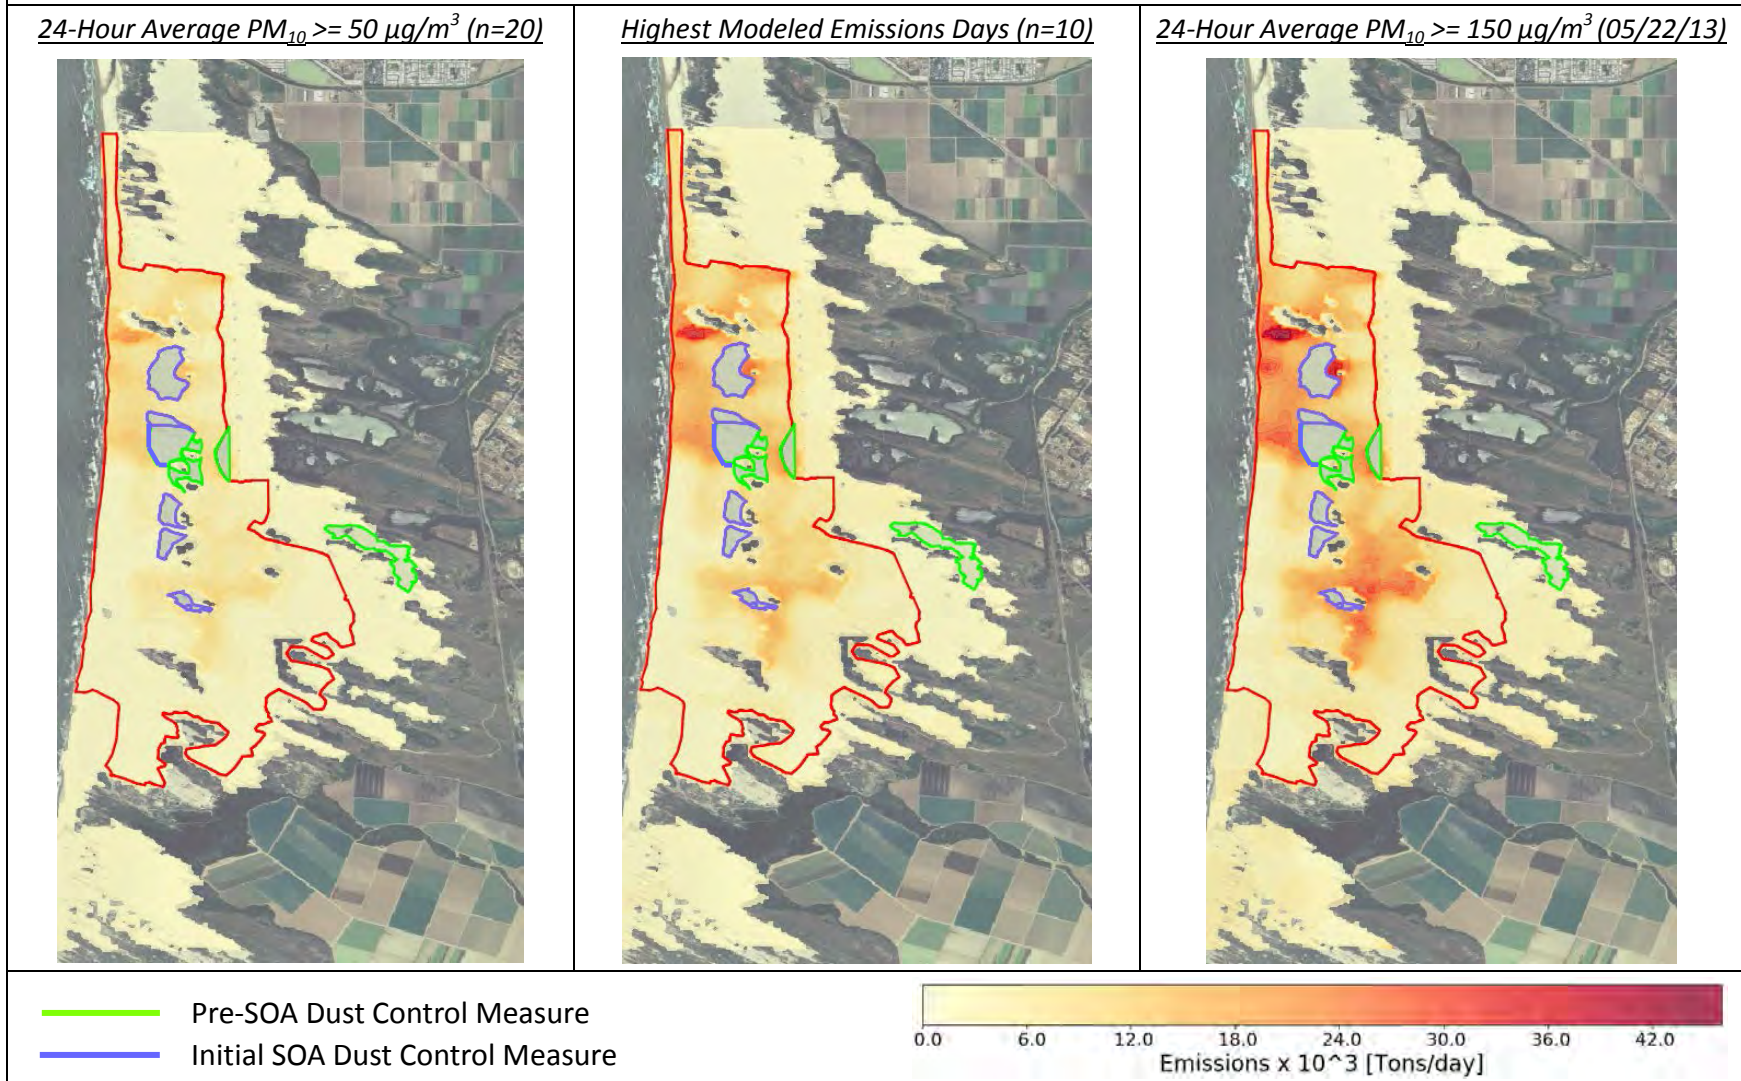 24-Hour Average PM10 >= 50 µg/m³ (n=20)
Highest Modeled Emissions Days (n=10)
24-Hour Average PM10 >= 150 µg/m³ (05/22/13)
Pre-SOA Dust Control Measure
Initial SOA Dust Control Measure
0.0 6.0 12.0 18.0 24.0 30.0 36.0 42.0
Emissions x 10^3 [Tons/day]